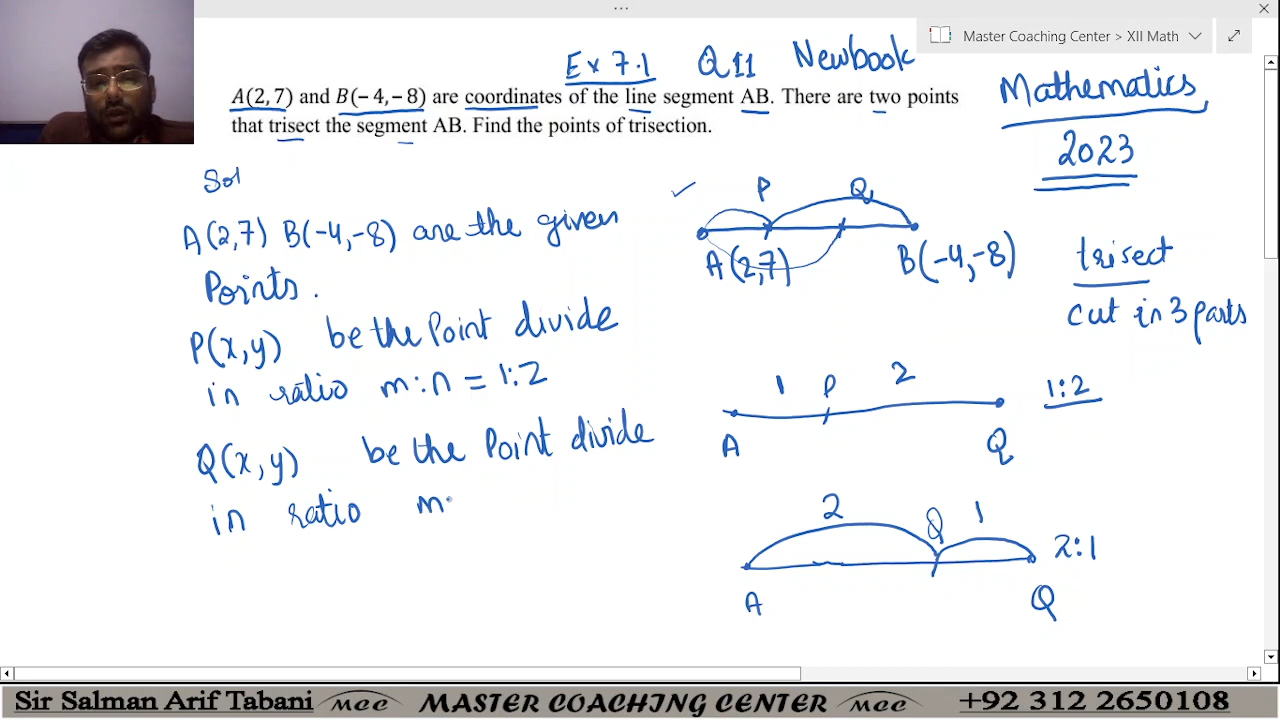 Master Coaching Center > XII Math
Ex 7.1 Q11 Newbook
A(2, 7) and B(− 4, − 8) are coordinates of the line segment AB. There are two points
that trisect the segment AB. Find the points of trisection.
Mathematics
2023
Sol
A(2,7) B(-4,-8) are the given
Points.
P(x,y) be the Point divide
in ratio m:n = 1:2
Q(x,y) be the Point divide
in ratio m:
P Q
A(2,7) B(-4,-8)
trisect
cut in 3 parts
1 P 2 1:2
A Q
2 Q 1 2:1
A Q
Sir Salman Arif Tabani mcc MASTER COACHING CENTER mcc +92 312 2650108